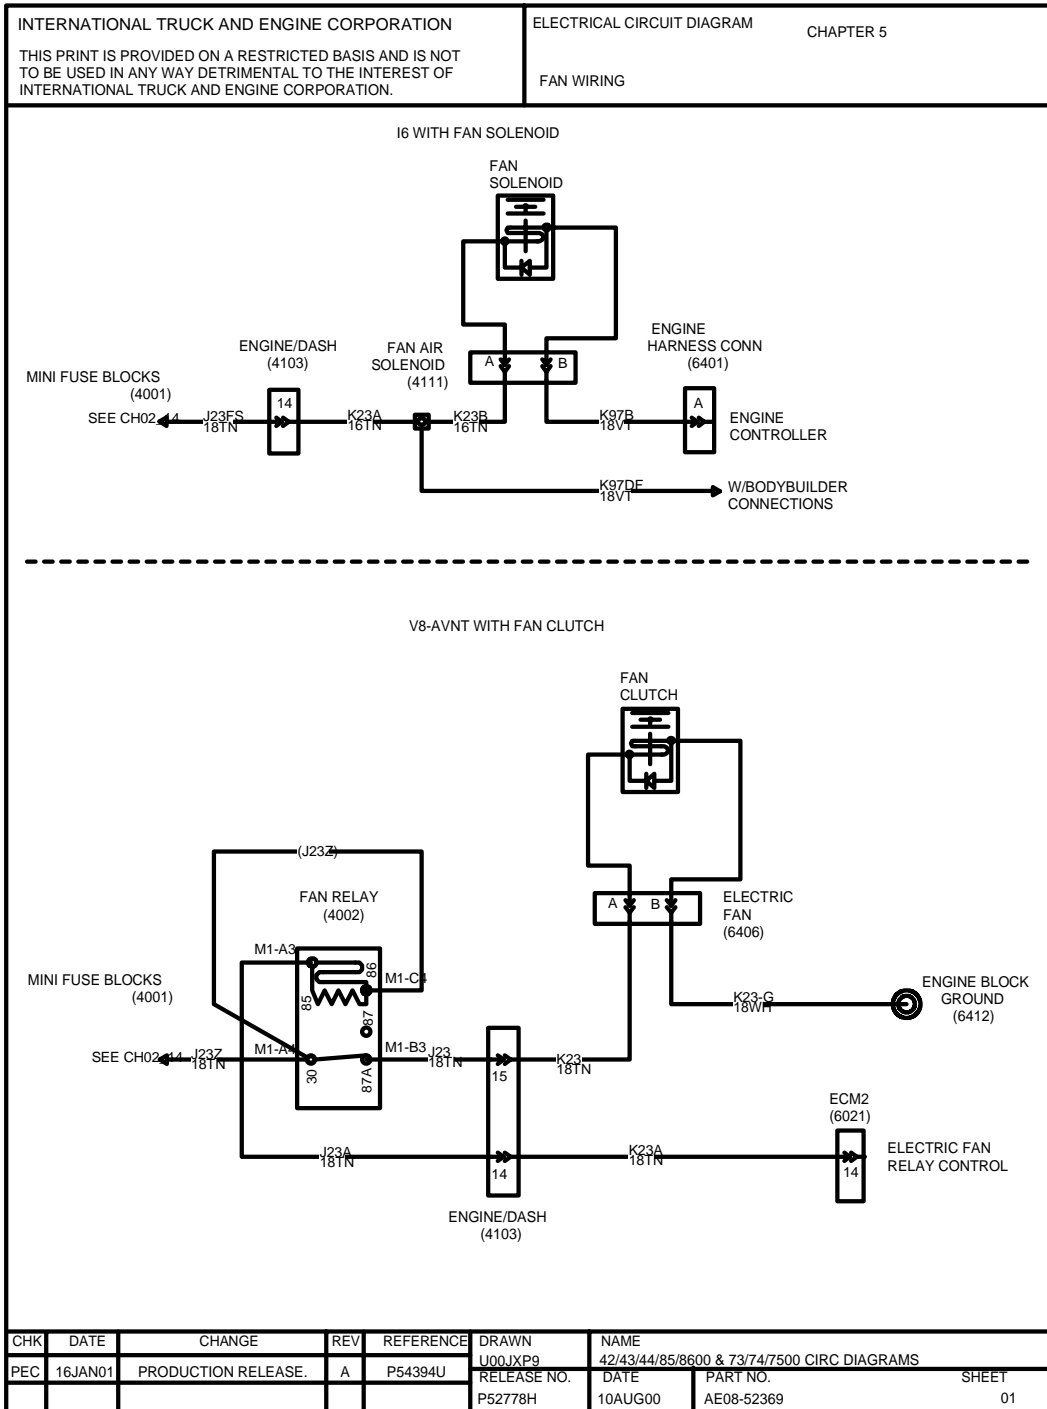 INTERNATIONAL TRUCK AND ENGINE CORPORATION
THIS PRINT IS PROVIDED ON A RESTRICTED BASIS AND IS NOT
TO BE USED IN ANY WAY DETRIMENTAL TO THE INTEREST OF
INTERNATIONAL TRUCK AND ENGINE CORPORATION.
ELECTRICAL CIRCUIT DIAGRAM
CHAPTER 5
FAN WIRING
I6 WITH FAN SOLENOID
FAN
SOLENOID
ENGINE/DASH
(4103)
FAN AIR
SOLENOID
(4111)
A
B
ENGINE
HARNESS CONN
(6401)
MINI FUSE BLOCKS
(4001)
SEE CH02 14
J23FS
18TN
14
K23A
16TN
K23B
16TN
K97B
18VT
A
ENGINE
CONTROLLER
K97DF
18VT
W/BODYBUILDER
CONNECTIONS
V8-AVNT WITH FAN CLUTCH
FAN
CLUTCH
(J23Z)
FAN RELAY
(4002)
A
B
ELECTRIC
FAN
(6406)
M1-A3
86
M1-C4
85
87
MINI FUSE BLOCKS
(4001)
K23-G
18WH
ENGINE BLOCK
GROUND
(6412)
SEE CH02 14
J23Z
18TN
M1-A4
30
87A
M1-B3
J23
18TN
15
K23
18TN
ECM2
(6021)
J23A
18TN
14
K23A
18TN
14
ELECTRIC FAN
RELAY CONTROL
ENGINE/DASH
(4103)
CHK DATE CHANGE REV REFERENCE
PEC 16JAN01 PRODUCTION RELEASE. A P54394U
DRAWN
U00JXP9
NAME
42/43/44/85/8600 & 73/74/7500 CIRC DIAGRAMS
RELEASE NO.
P52778H
DATE
10AUG00
PART NO.
AE08-52369
SHEET
01